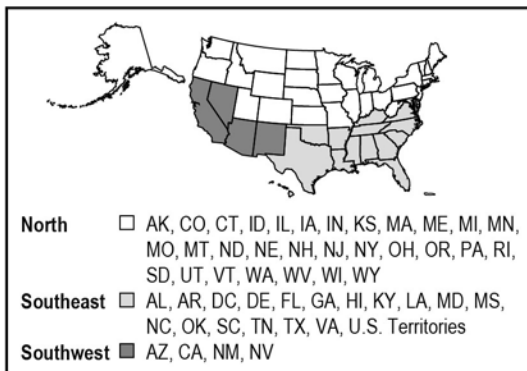 North AK, CO, CT, ID, IL, IA, IN, KS, MA, ME, MI, MN,
MO, MT, ND, NE, NH, NJ, NY, OH, OR, PA, RI,
SD, UT, VT, WA, WV, WI, WY
Southeast AL, AR, DC, DE, FL, GA, HI, KY, LA, MD, MS,
NC, OK, SC, TN, TX, VA, U.S. Territories
Southwest AZ, CA, NM, NV